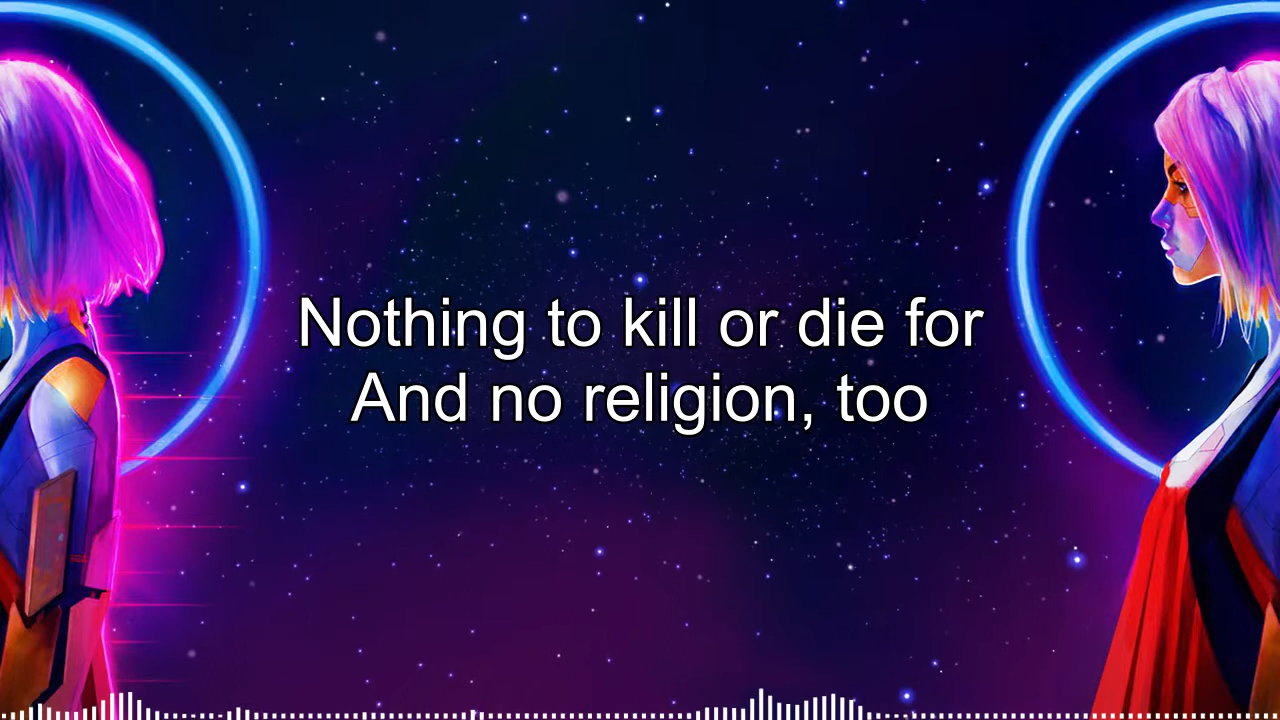 Nothing to kill or die for
And no religion, too